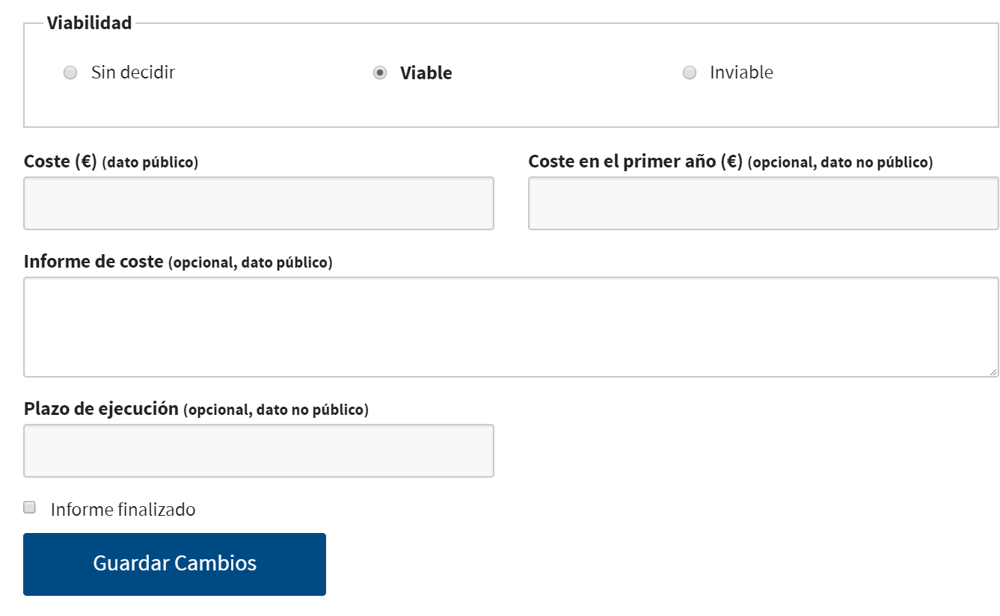 Viabilidad
Sin decidir Viable Inviable
Coste (€) (dato público) Coste en el primer año (€) (opcional, dato no público)
Informe de coste (opcional, dato público)
Plazo de ejecución (opcional, dato no público)
Informe finalizado
Guardar Cambios